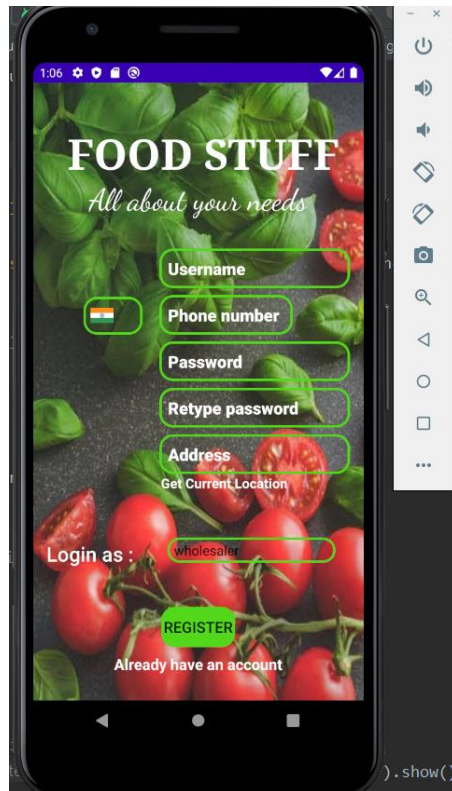 1:06
FOOD STUFF
All about your needs
Username
Phone number
Password
Retype password
Address
Get Current Location
Login as :
wholesaler
REGISTER
Already have an account
).show()